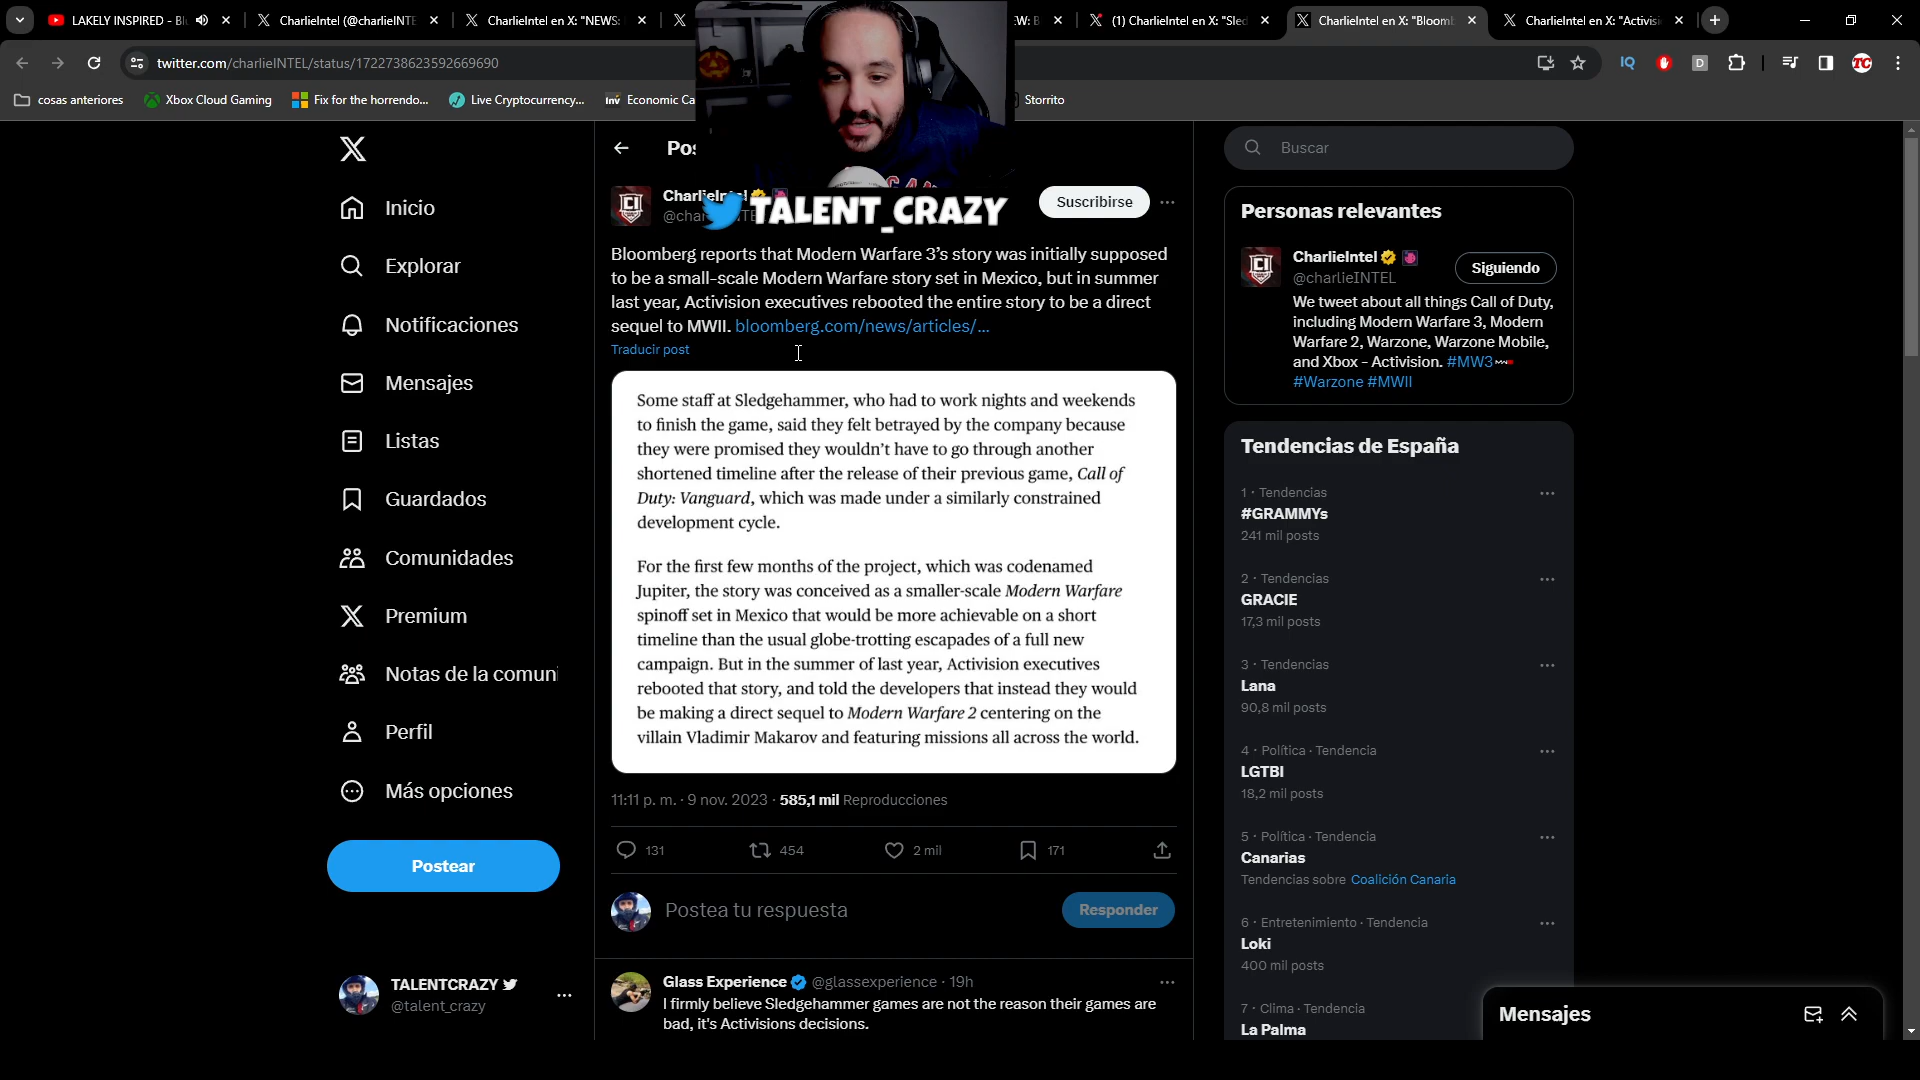 LAKELY INSPIRED - Bl
CharlieIntel (@charlieINTE
CharlieIntel en X: "NEWS:
EW: B
(1) CharlieIntel en X: "Sled
CharlieIntel en X: "Bloomb
CharlieIntel en X: "Activisi
twitter.com/charlieINTEL/status/1722738623592669690
cosas anteriores
Xbox Cloud Gaming
Fix for the horrendo...
Live Cryptocurrency,...
Inv Economic Ca
Storrito
IQ
D
TC
X
Inicio
Explorar
Notificaciones
Mensajes
Listas
Guardados
Comunidades
Premium
Notas de la comuni
Perfil
Más opciones
Postear
TALENTCRAZY
@talent_crazy
Pos
CI
CharlieIntel
@char
TALENT_CRAZY
Suscribirse
Bloomberg reports that Modern Warfare 3's story was initially supposed
to be a small-scale Modern Warfare story set in Mexico, but in summer
last year, Activision executives rebooted the entire story to be a direct
sequel to MWII. bloomberg.com/news/articles/...
Traducir post
Some staff at Sledgehammer, who had to work nights and weekends
to finish the game, said they felt betrayed by the company because
they were promised they wouldn't have to go through another
shortened timeline after the release of their previous game, Call of
Duty: Vanguard, which was made under a similarly constrained
development cycle.
For the first few months of the project, which was codenamed
Jupiter, the story was conceived as a smaller-scale Modern Warfare
spinoff set in Mexico that would be more achievable on a short
timeline than the usual globe-trotting escapades of a full new
campaign. But in the summer of last year, Activision executives
rebooted that story, and told the developers that instead they would
be making a direct sequel to Modern Warfare 2 centering on the
villain Vladimir Makarov and featuring missions all across the world.
11:11 p. m. · 9 nov. 2023 · 585,1 mil Reproducciones
131
454
2 mil
171
Postea tu respuesta
Responder
Glass Experience @glassexperience · 19h
I firmly believe Sledgehammer games are not the reason their games are
bad, it's Activisions decisions.
Buscar
Personas relevantes
CI
CharlieIntel
@charlieINTEL
Siguiendo
We tweet about all things Call of Duty,
including Modern Warfare 3, Modern
Warfare 2, Warzone, Warzone Mobile,
and Xbox - Activision. #MW3
#Warzone #MWII
Tendencias de España
1 · Tendencias
#GRAMMYs
241 mil posts
2 · Tendencias
GRACIE
17,3 mil posts
3 · Tendencias
Lana
90,8 mil posts
4 · Política · Tendencia
LGTBI
18,2 mil posts
5 · Política · Tendencia
Canarias
Tendencias sobre Coalición Canaria
6 · Entretenimiento · Tendencia
Loki
400 mil posts
7 · Clima · Tendencia
La Palma
Mensajes